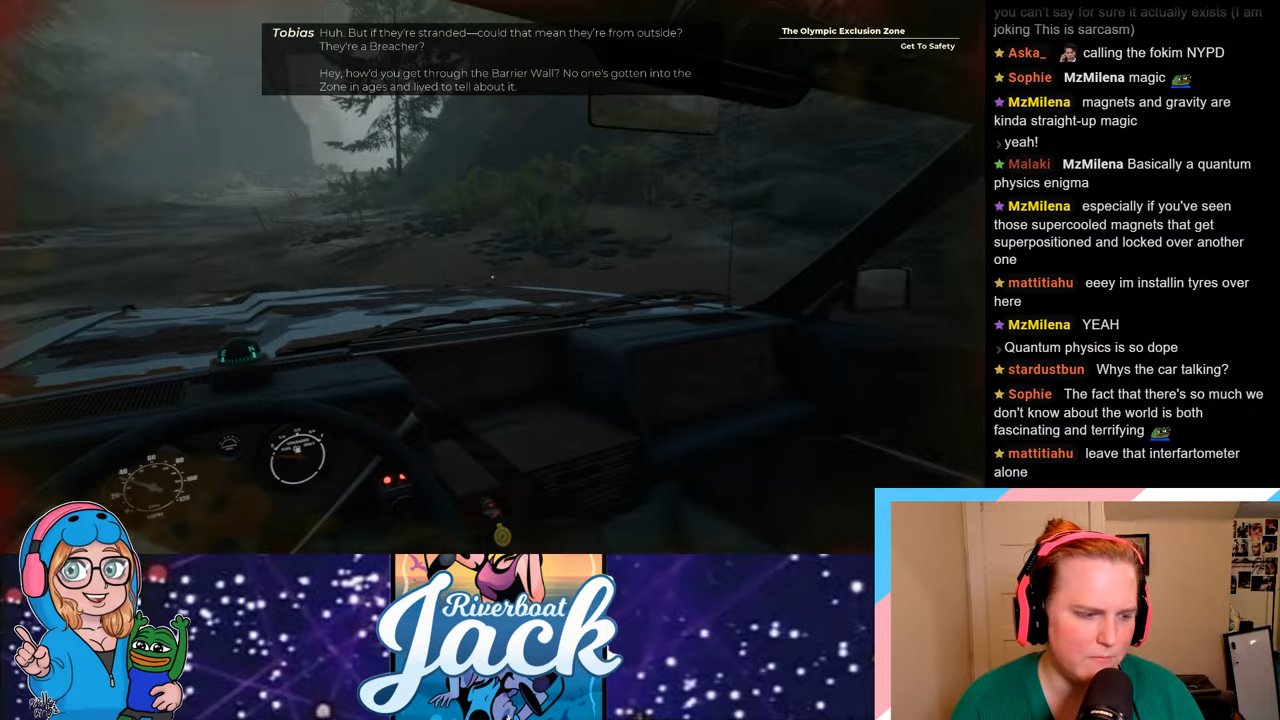 Tobias Huh. But if they're stranded—could that mean they're from outside?
They're a Breacher?
Hey, how'd you get through the Barrier Wall? No one's gotten into the
Zone in ages and lived to tell about it.
The Olympic Exclusion Zone
Get To Safety
you can't say for sure it actually exists (I am
joking This is sarcasm)
Aska_ calling the fokim NYPD
Sophie MzMilena magic
MzMilena magnets and gravity are
kinda straight-up magic
yeah!
Malaki MzMilena Basically a quantum
physics enigma
MzMilena especially if you've seen
those supercooled magnets that get
superpositioned and locked over another
one
mattitiahu eeey im installin tyres over
here
MzMilena YEAH
Quantum physics is so dope
stardustbun Whys the car talking?
Sophie The fact that there's so much we
don't know about the world is both
fascinating and terrifying
mattitiahu leave that interfartometer
alone
Riverboat
Jack